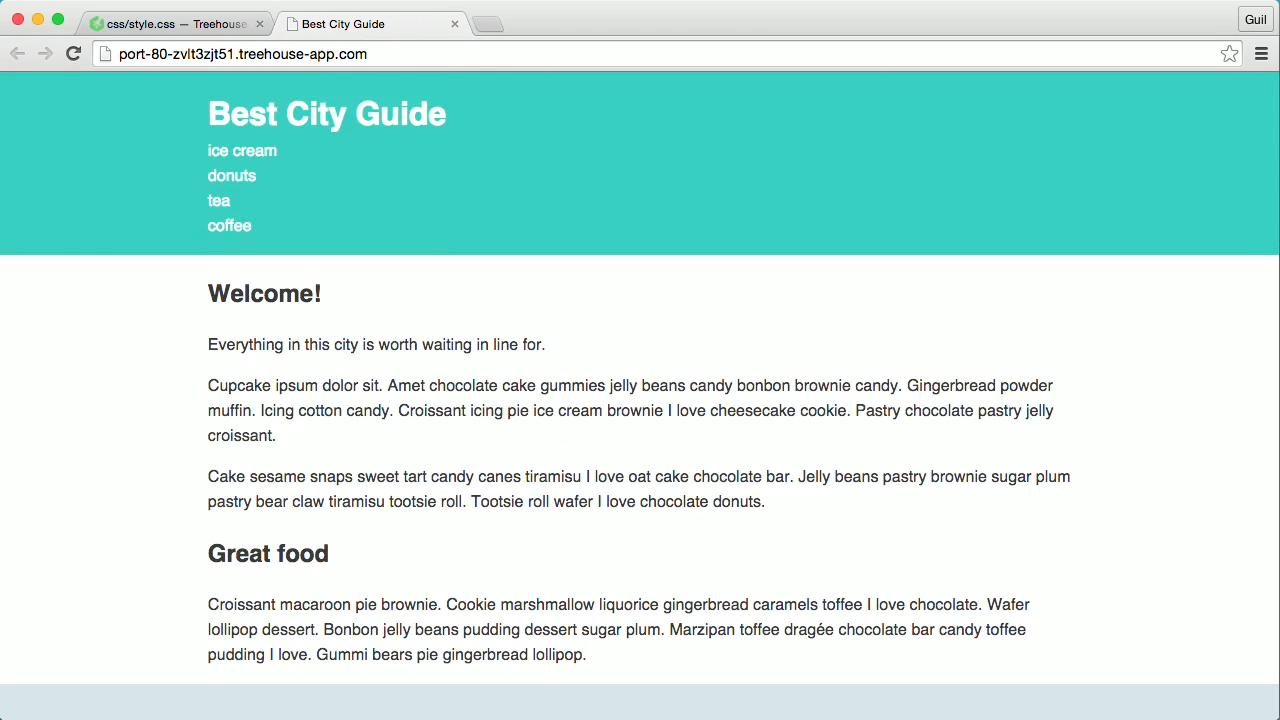 css/style.css — Treehouse
Best City Guide
Guil
port-80-zvlt3zjt51.treehouse-app.com
Best City Guide
ice cream
donuts
tea
coffee
Welcome!
Everything in this city is worth waiting in line for.
Cupcake ipsum dolor sit. Amet chocolate cake gummies jelly beans candy bonbon brownie candy. Gingerbread powder
muffin. Icing cotton candy. Croissant icing pie ice cream brownie I love cheesecake cookie. Pastry chocolate pastry jelly
croissant.
Cake sesame snaps sweet tart candy canes tiramisu I love oat cake chocolate bar. Jelly beans pastry brownie sugar plum
pastry bear claw tiramisu tootsie roll. Tootsie roll wafer I love chocolate donuts.
Great food
Croissant macaroon pie brownie. Cookie marshmallow liquorice gingerbread caramels toffee I love chocolate. Wafer
lollipop dessert. Bonbon jelly beans pudding dessert sugar plum. Marzipan toffee dragée chocolate bar candy toffee
pudding I love. Gummi bears pie gingerbread lollipop.